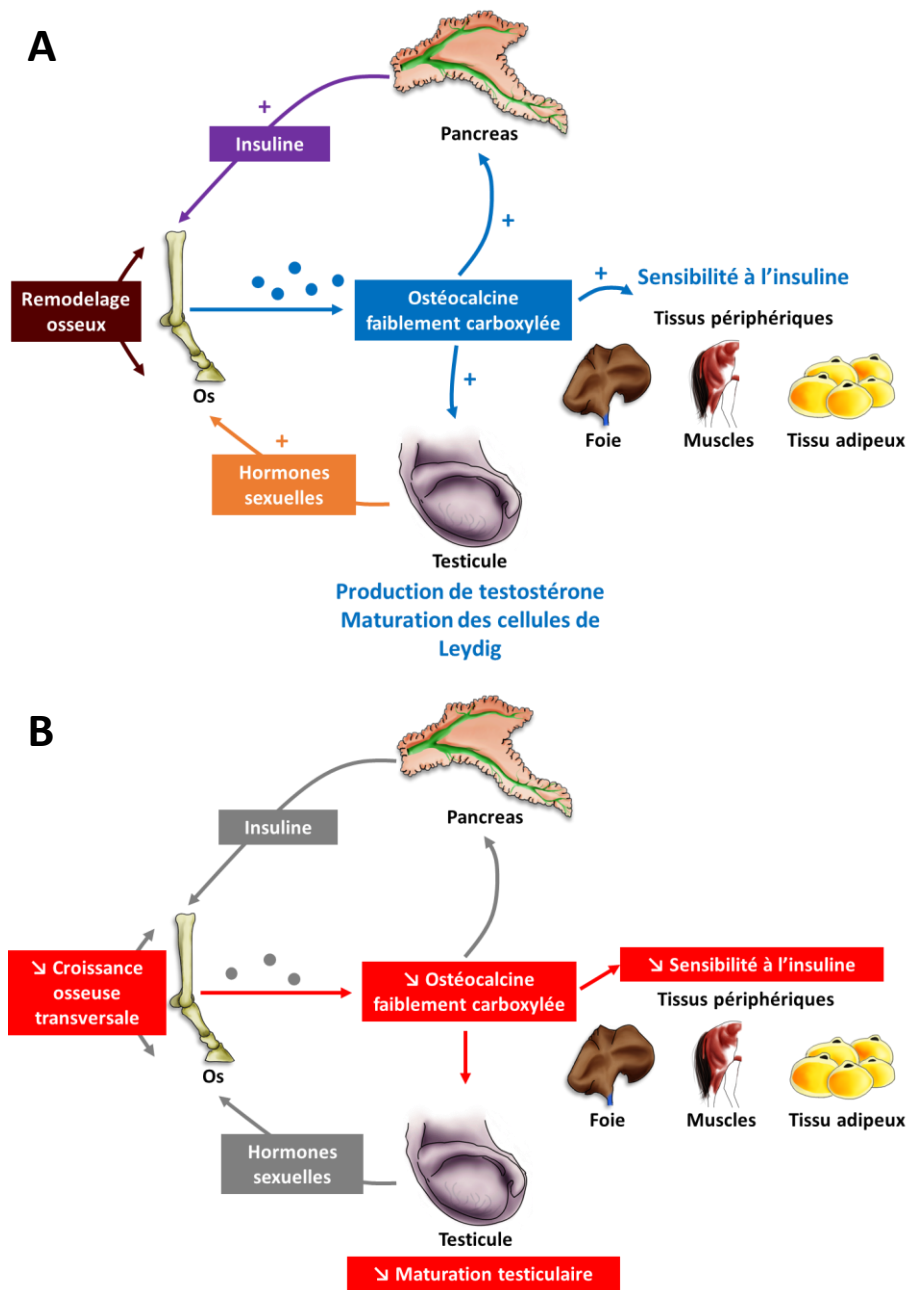 A
Pancreas
+
Insuline
+
Remodelage
osseux
Os
Ostéocalcine
faiblement carboxylée
+
Sensibilité à l'insuline
Tissus périphériques
Foie
Muscles
Tissu adipeux
+
+
Hormones
sexuelles
Testicule
Production de testostérone
Maturation des cellules de
Leydig
B
Pancreas
Insuline
↘ Croissance
osseuse
transversale
Os
↘ Ostéocalcine
faiblement carboxylée
↘ Sensibilité à l'insuline
Tissus périphériques
Foie
Muscles
Tissu adipeux
Hormones
sexuelles
Testicule
↘ Maturation testiculaire